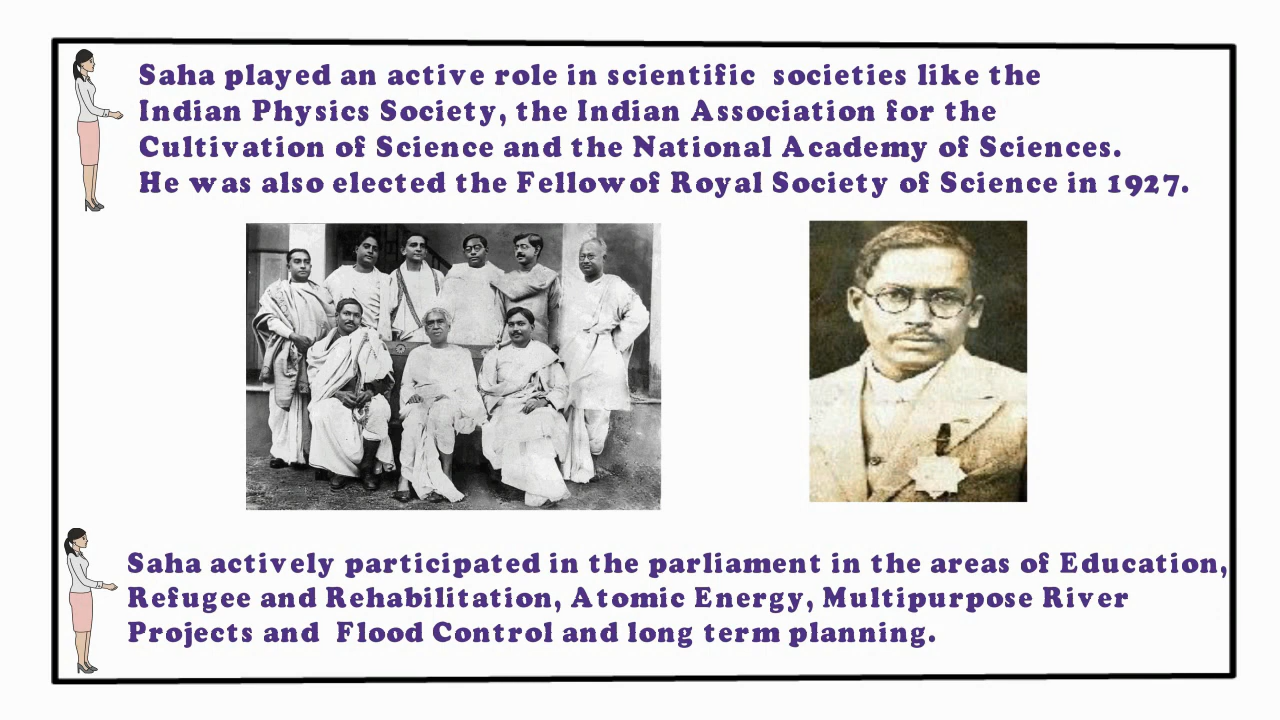 Saha played an active role in scientific societies like the
Indian Physics Society, the Indian Association for the
Cultivation of Science and the National Academy of Sciences.
He was also elected the Fellow of Royal Society of Science in 1927.
Saha actively participated in the parliament in the areas of Education,
Refugee and Rehabilitation, Atomic Energy, Multipurpose River
Projects and Flood Control and long term planning.